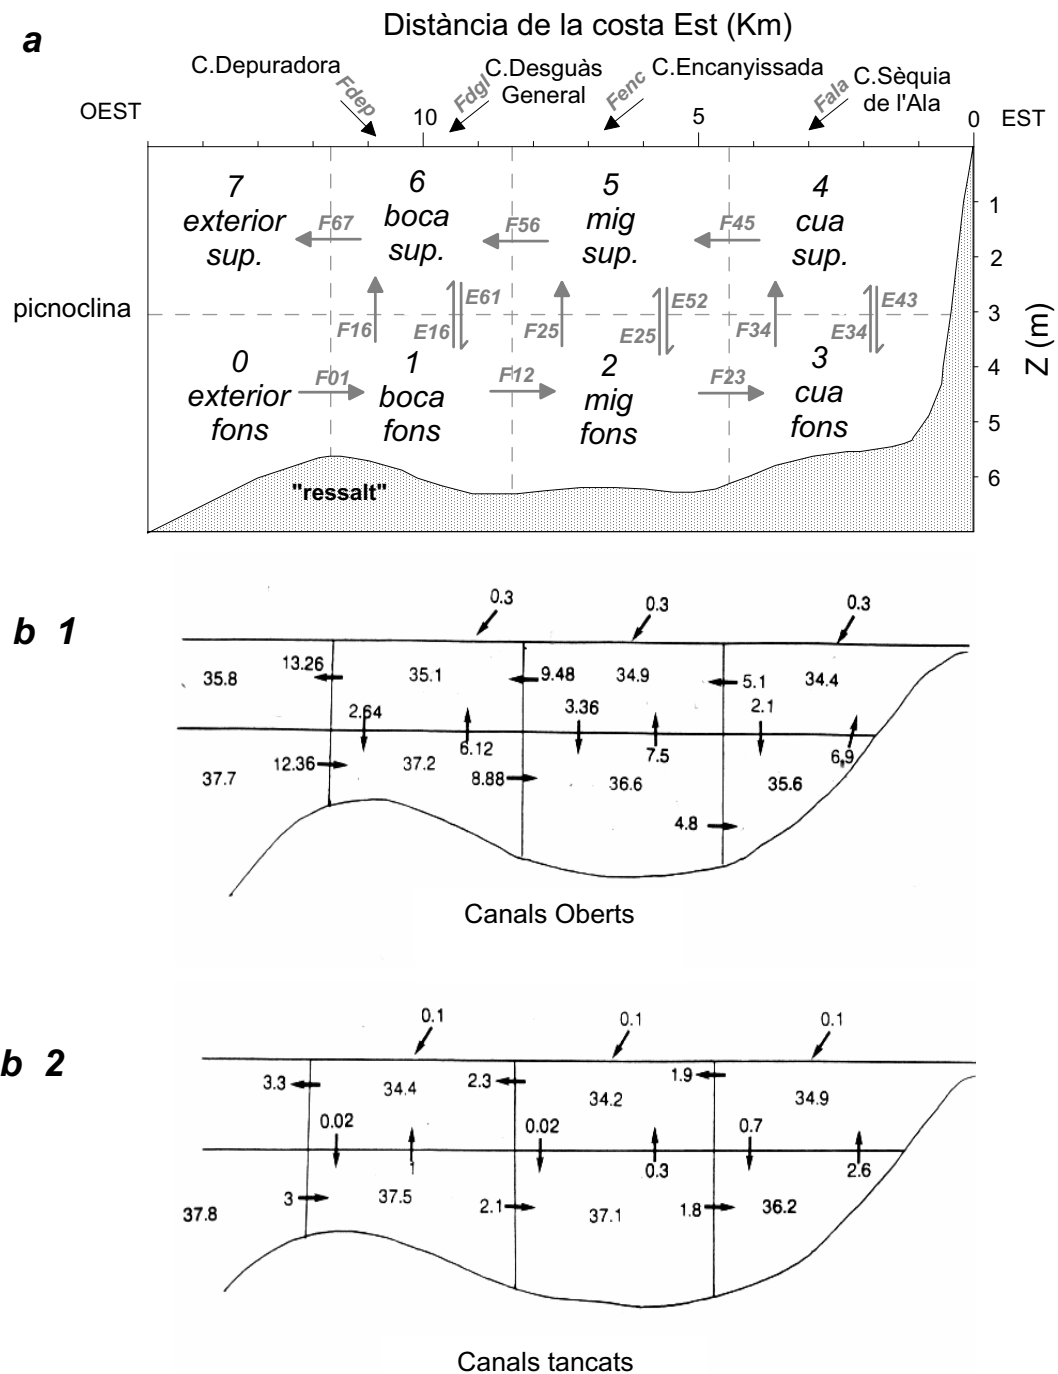 a
Distància de la costa Est (Km)
C.Depuradora
Fdep
Fdgl
C.Desguàs
General
Fenc
C.Encanyissada
Fala
C.Sèquia
de l'Ala
OEST
10
5
0
EST
7
exterior
sup.
6
boca
sup.
5
mig
sup.
4
cua
sup.
F67
F56
F45
1
2
3
4
5
6
Z (m)
picnoclina
F16
E16
E61
F25
E25
E52
F34
E34
E43
0
exterior
fons
1
boca
fons
2
mig
fons
3
cua
fons
F01
F12
F23
"ressalt"
b 1
0.3
0.3
0.3
35.8
13.26
35.1
9.48
34.9
5.1
34.4
2.64
6.12
3.36
7.5
2.1
6.9
37.7
12.36
37.2
8.88
36.6
4.8
35.6
Canals Oberts
b 2
0.1
0.1
0.1
3.3
34.4
2.3
34.2
1.9
34.9
0.02
1
0.02
0.3
0.7
2.6
37.8
3
37.5
2.1
37.1
1.8
36.2
Canals tancats